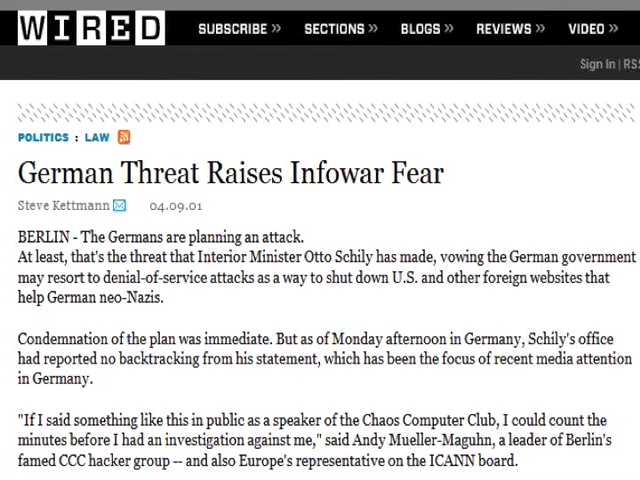 WIRED SUBSCRIBE >> SECTIONS >> BLOGS >> REVIEWS >> VIDEO >>
Sign In | RSS
POLITICS : LAW
German Threat Raises Infowar Fear
Steve Kettmann 04.09.01
BERLIN - The Germans are planning an attack.
At least, that's the threat that Interior Minister Otto Schily has made, vowing the German government
may resort to denial-of-service attacks as a way to shut down U.S. and other foreign websites that
help German neo-Nazis.
Condemnation of the plan was immediate. But as of Monday afternoon in Germany, Schily's office
had reported no backtracking from his statement, which has been the focus of recent media attention
in Germany.
"If I said something like this in public as a speaker of the Chaos Computer Club, I could count the
minutes before I had an investigation against me," said Andy Mueller-Maguhn, a leader of Berlin's
famed CCC hacker group -- and also Europe's representative on the ICANN board.